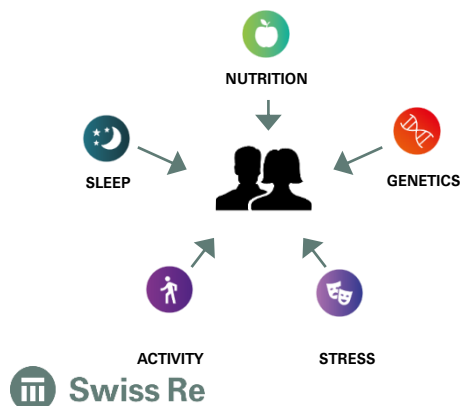 NUTRITION
SLEEP
GENETICS
ACTIVITY
STRESS
Swiss Re